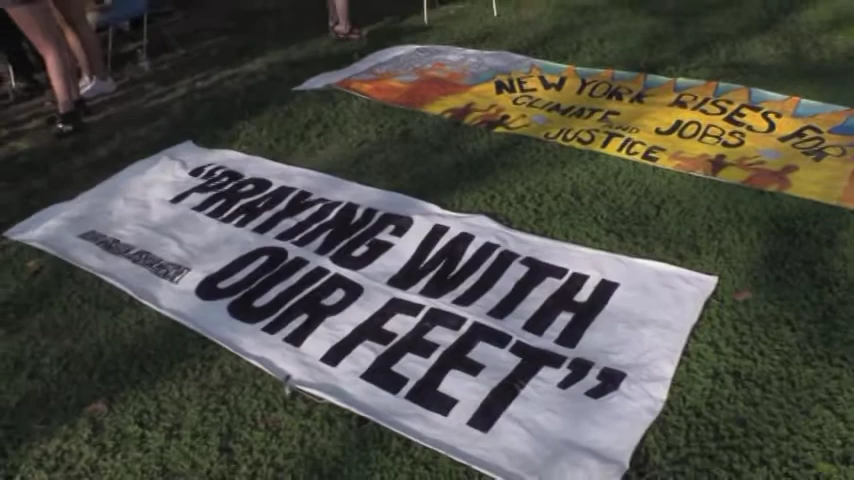 "PRAYING WITH
OUR FEET"
NEW YORK RISES FOR
CLIMATE AND JOBS
JUSTICE